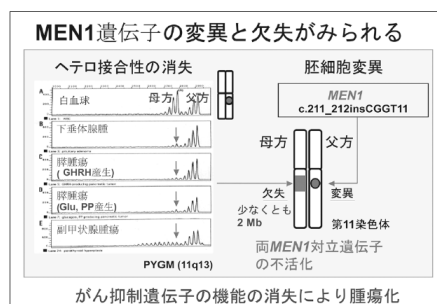 MEN1遺伝子の変異と欠失がみられる
ヘテロ接合性の消失
A
白血球
母方
父方
B
下垂体腺腫
C
膵腫瘍
( GHRH産生)
D
膵腫瘍
(Glu, PP産生)
E
副甲状腺腫瘍
PYGM (11q13)
胚細胞変異
MEN1
c.211_212insCGGT11
母方
父方
欠失
変異
少なくとも
2 Mb
第11染色体
両MEN1対立遺伝子
の不活化
がん抑制遺伝子の機能の消失により腫瘍化